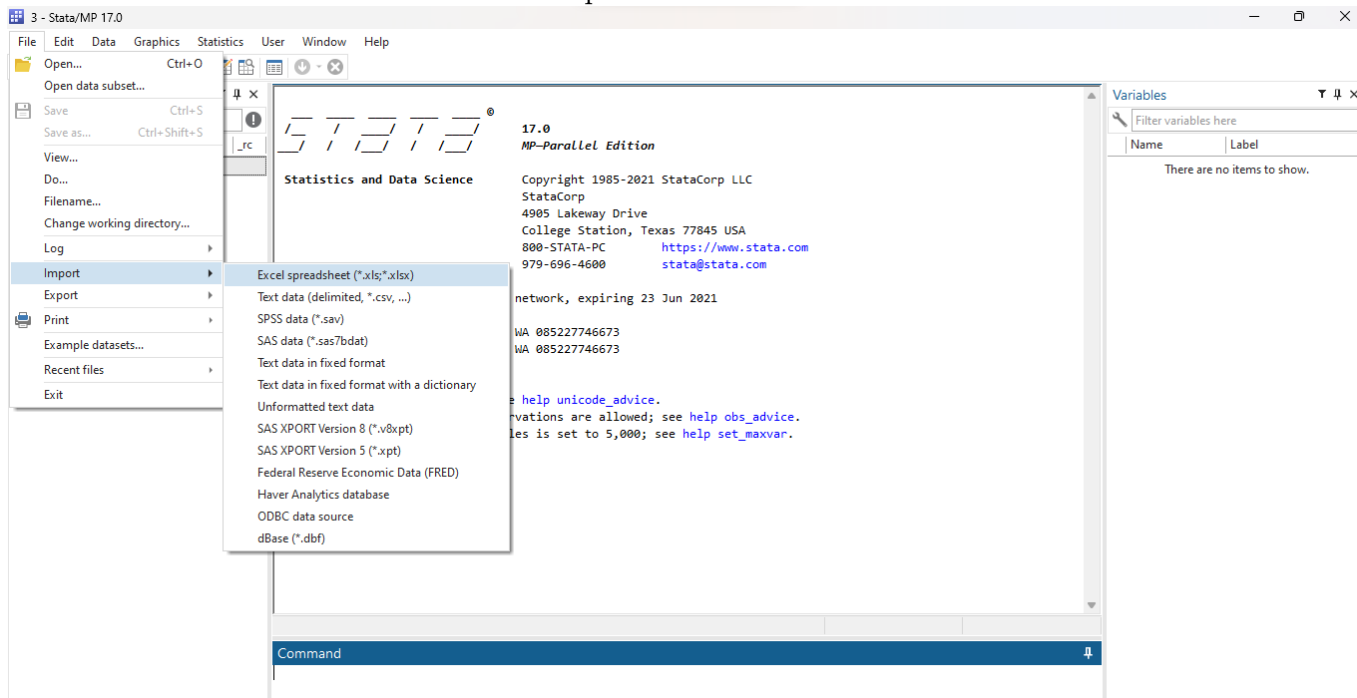 3 - Stata/MP 17.0
File Edit Data Graphics Statistics User Window Help
Open... Ctrl+O
Open data subset...
Save Ctrl+S
Save as... Ctrl+Shift+S
View...
Do...
Filename...
Change working directory...
Log
Import
Export
Print
Example datasets...
Recent files
Exit
_rc
Excel spreadsheet (*.xls;*.xlsx)
Text data (delimited, *.csv, ...)
SPSS data (*.sav)
SAS data (*.sas7bdat)
Text data in fixed format
Text data in fixed format with a dictionary
Unformatted text data
SAS XPORT Version 8 (*.v8xpt)
SAS XPORT Version 5 (*.xpt)
Federal Reserve Economic Data (FRED)
Haver Analytics database
ODBC data source
dBase (*.dbf)
STATA ©
17.0
MP—Parallel Edition
Statistics and Data Science
Copyright 1985-2021 StataCorp LLC
StataCorp
4905 Lakeway Drive
College Station, Texas 77845 USA
800-STATA-PC https://www.stata.com
979-696-4600 stata@stata.com
network, expiring 23 Jun 2021
WA 085227746673
WA 085227746673
help unicode_advice.
vations are allowed; see help obs_advice.
les is set to 5,000; see help set_maxvar.
Command
Variables
Filter variables here
Name Label
There are no items to show.